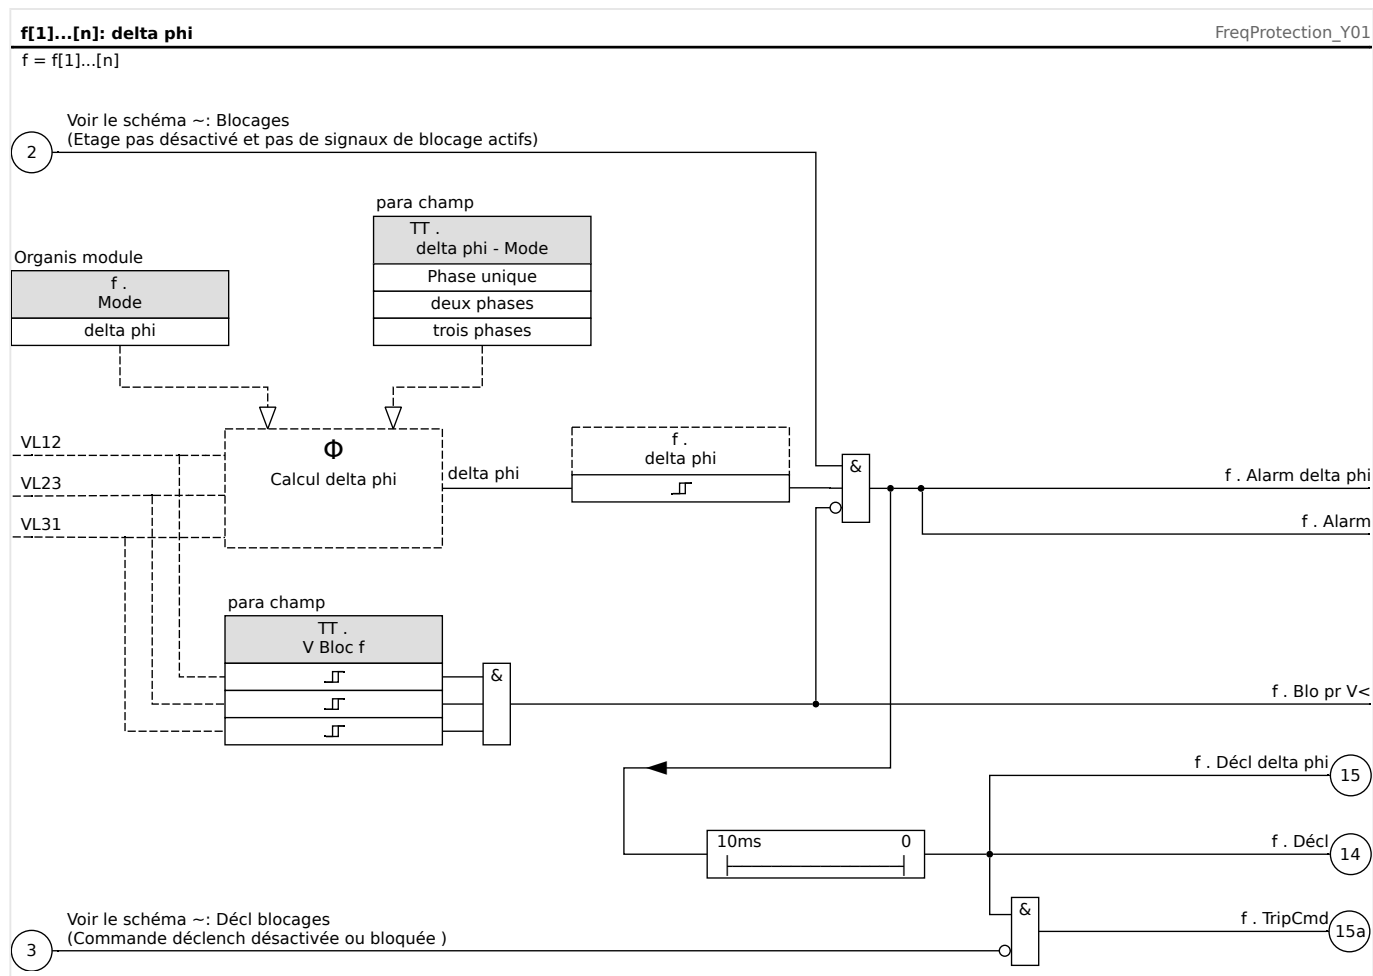 f[1]...[n]: delta phi
FreqProtection_Y01
f = f[1]...[n]
Voir le schéma ~: Blocages
(Etage pas désactivé et pas de signaux de blocage actifs)
2
para champ
TT .
delta phi - Mode
Phase unique
deux phases
trois phases
Organis module
f .
Mode
delta phi
VL12
VL23
VL31
Φ
Calcul delta phi
delta phi
f .
delta phi
&
f . Alarm delta phi
f . Alarm
para champ
TT .
V Bloc f
&
f . Blo pr V<
f . Décl delta phi
15
10ms
0
f . Décl
14
Voir le schéma ~: Décl blocages
(Commande déclench désactivée ou bloquée )
3
&
f . TripCmd
15a